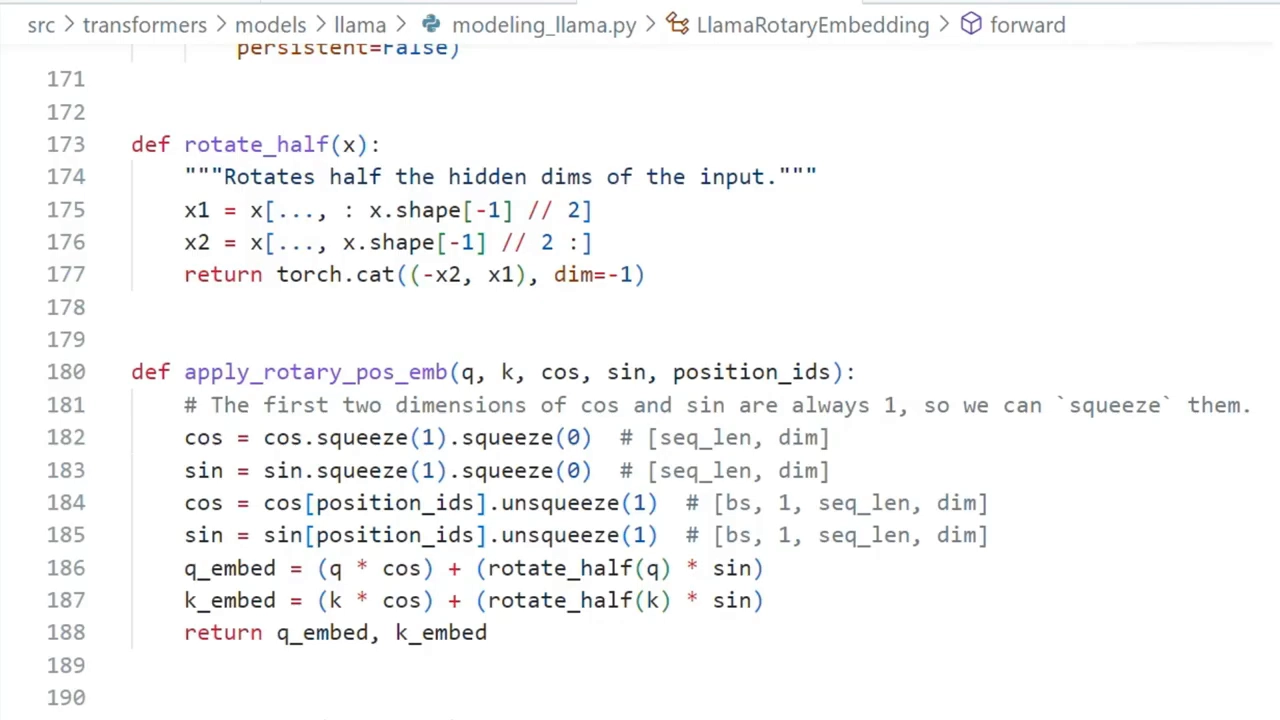 src > transformers > models > llama > modeling_llama.py > LlamaRotaryEmbedding > forward
persistent=False)
171
172
173 def rotate_half(x):
174 """Rotates half the hidden dims of the input."""
175 x1 = x[..., : x.shape[-1] // 2]
176 x2 = x[..., x.shape[-1] // 2 :]
177 return torch.cat((-x2, x1), dim=-1)
178
179
180 def apply_rotary_pos_emb(q, k, cos, sin, position_ids):
181 # The first two dimensions of cos and sin are always 1, so we can `squeeze` them.
182 cos = cos.squeeze(1).squeeze(0)  # [seq_len, dim]
183 sin = sin.squeeze(1).squeeze(0)  # [seq_len, dim]
184 cos = cos[position_ids].unsqueeze(1)  # [bs, 1, seq_len, dim]
185 sin = sin[position_ids].unsqueeze(1)  # [bs, 1, seq_len, dim]
186 q_embed = (q * cos) + (rotate_half(q) * sin)
187 k_embed = (k * cos) + (rotate_half(k) * sin)
188 return q_embed, k_embed
189
190